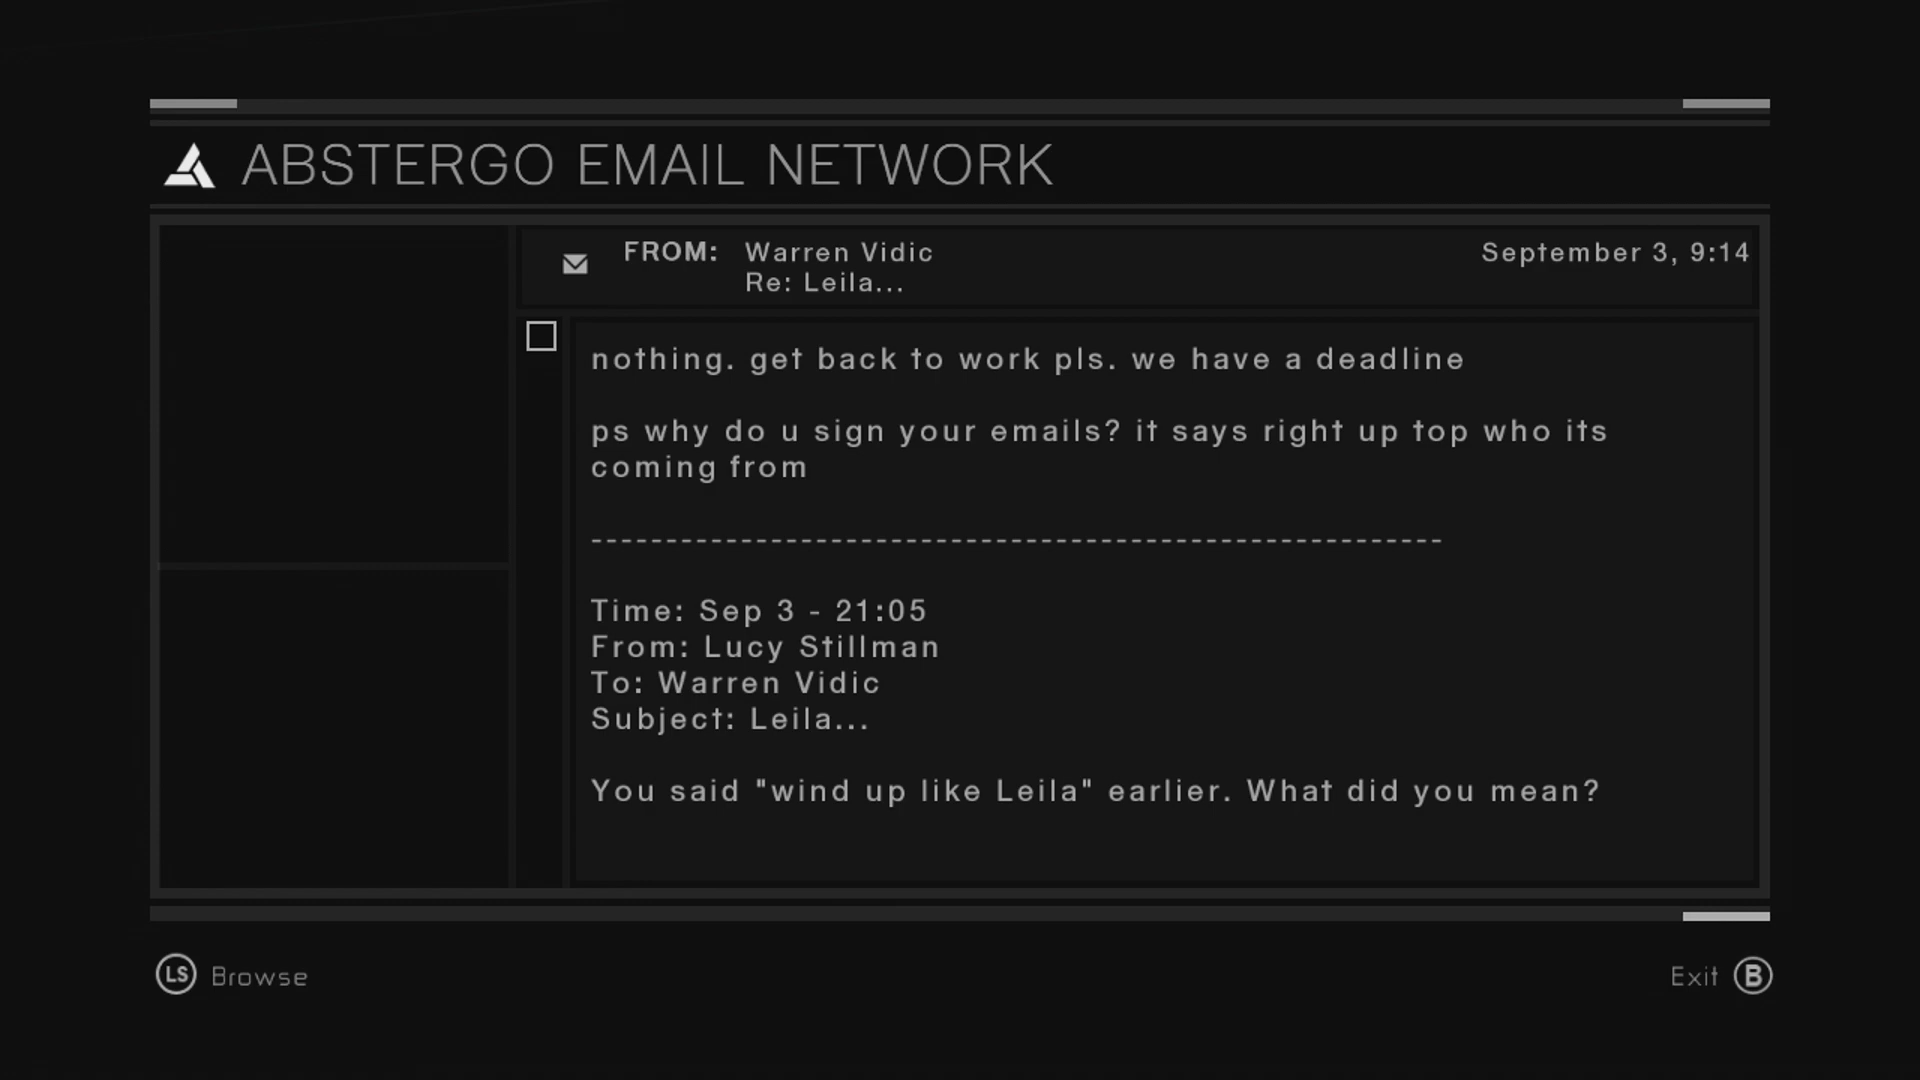 ABSTERGO EMAIL NETWORK
FROM: Warren Vidic
September 3, 9:14
Re: Leila...
nothing. get back to work pls. we have a deadline
ps why do u sign your emails? it says right up top who its
coming from
---------------------------------------------------------
Time: Sep 3 - 21:05
From: Lucy Stillman
To: Warren Vidic
Subject: Leila...
You said "wind up like Leila" earlier. What did you mean?
LS Browse
Exit B